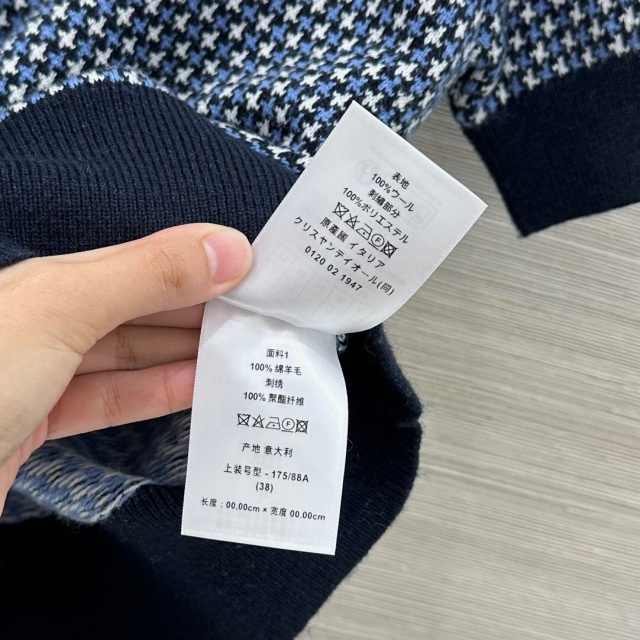 表地
100%ウール
刺繍部分
100%ポリエステル
原産国 イタリア
クリスチャンディオール(同)
0120 02 1947
面料1
100% 绵羊毛
刺绣
100% 聚酯纤维
产地 意大利
上装号型 - 175/88A
(38)
长度：00,00cm × 宽度 00,00cm